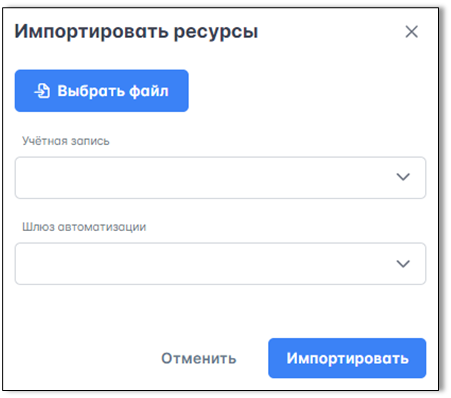 Импортировать ресурсы
Выбрать файл
Учётная запись
Шлюз автоматизации
Отменить
Импортировать